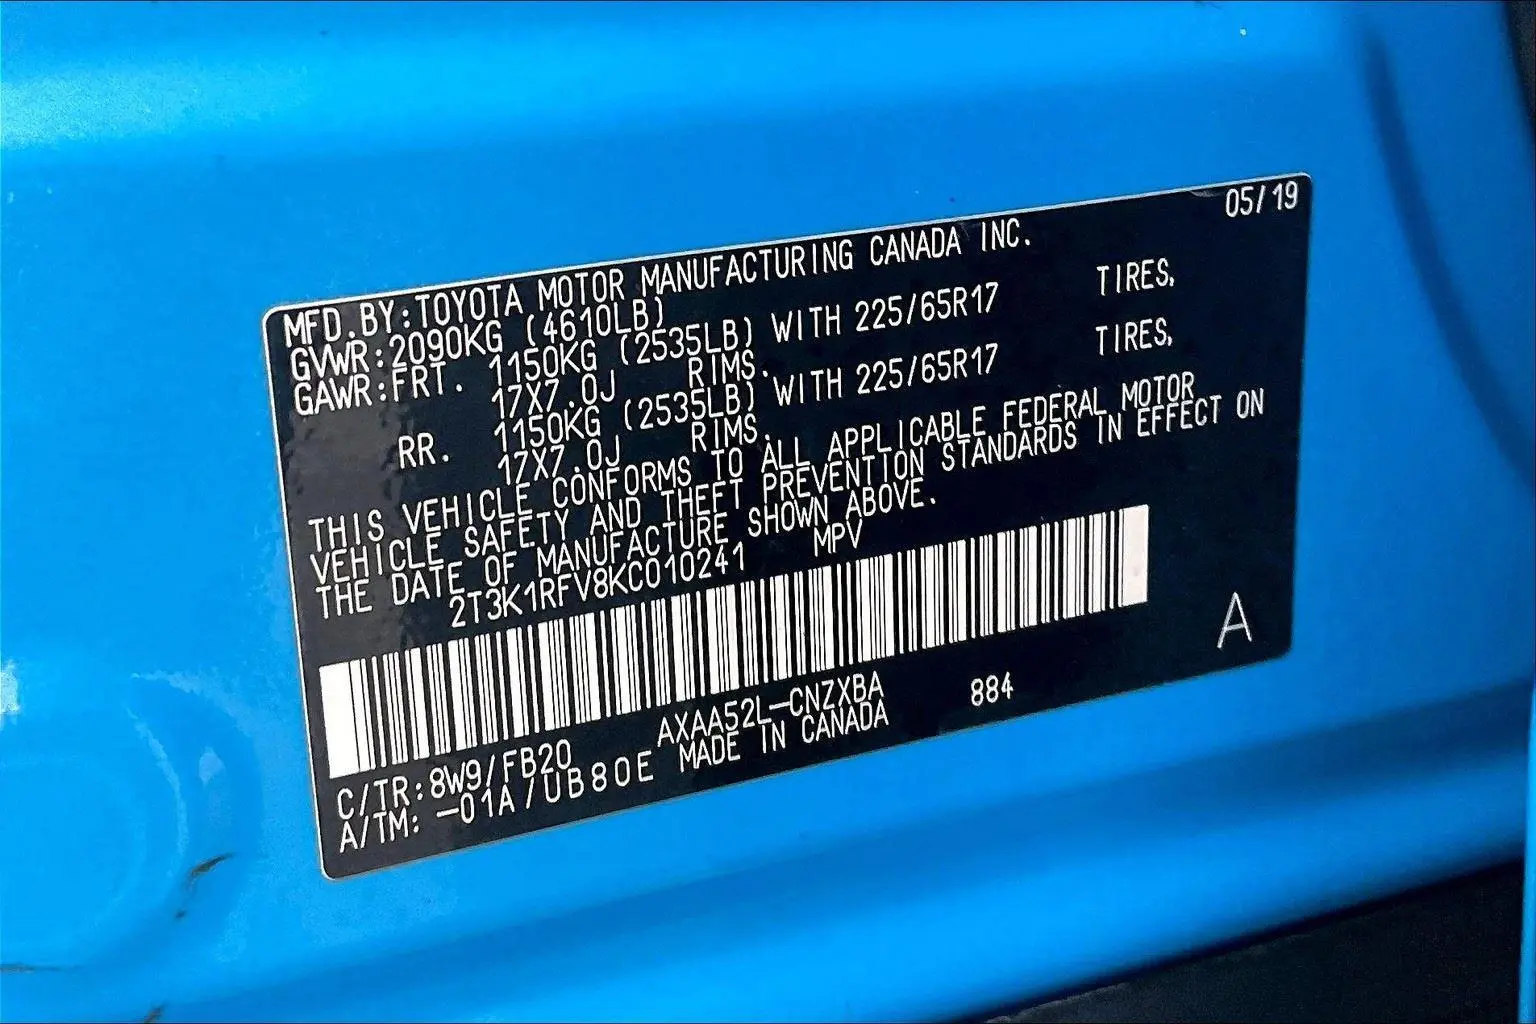 05/19
MFD.BY:TOYOTA MOTOR MANUFACTURING CANADA INC.
GVWR:2090KG (4610LB)
GAWR:FRT. 1150KG (2535LB) WITH 225/65R17 TIRES,
17X7.0J RIMS.
RR. 1150KG (2535LB) WITH 225/65R17 TIRES,
17X7.0J RIMS.
THIS VEHICLE CONFORMS TO ALL APPLICABLE FEDERAL MOTOR
VEHICLE SAFETY AND THEFT PREVENTION STANDARDS IN EFFECT ON
THE DATE OF MANUFACTURE SHOWN ABOVE.
2T3K1RFV8KC010241 MPV
A
C/TR:8W9/FB20 AXAA52L-CNZXBA 884
A/TM: -01A/UB80E MADE IN CANADA